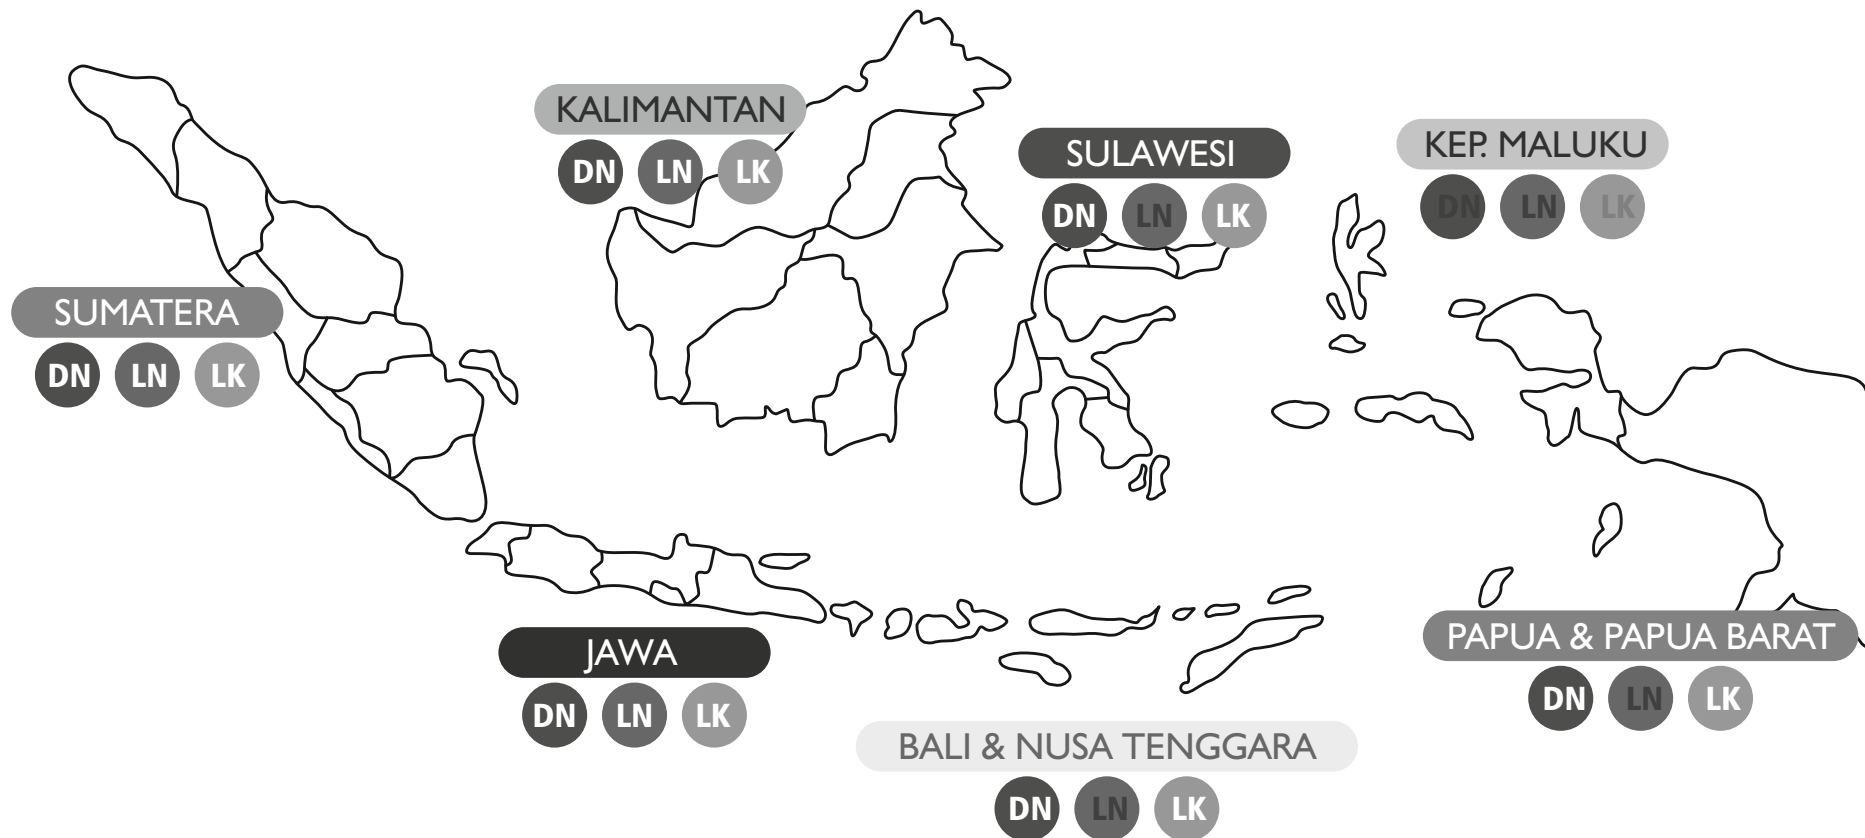 KALIMANTAN
DN LN LK
SULAWESI
DN LN LK
KEP. MALUKU
DN LN LK
SUMATERA
DN LN LK
JAWA
DN LN LK
PAPUA & PAPUA BARAT
DN LN LK
BALI & NUSA TENGGARA
DN LN LK